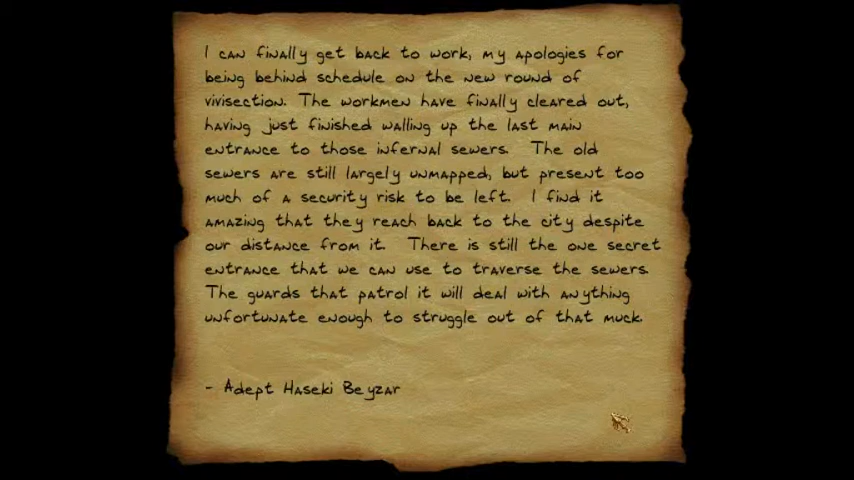 I can finally get back to work, my apologies for
being behind schedule on the new round of
vivisection. The workmen have finally cleared out,
having just finished walling up the last main
entrance to those infernal sewers. The old
sewers are still largely unmapped, but present too
much of a security risk to be left. I find it
amazing that they reach back to the city despite
our distance from it. There is still the one secret
entrance that we can use to traverse the sewers.
The guards that patrol it will deal with anything
unfortunate enough to struggle out of that muck.
- Adept Haseki Beyzar